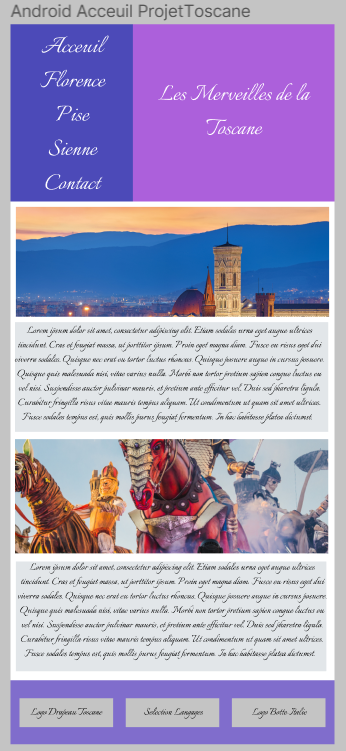 Android Acceuil ProjetToscane
Acceuil
Florence
Pise
Sienne
Contact
Les Merveilles de la
Toscane
Lorem ipsum dolor sit amet, consectetur adipiscing elit. Etiam sodales urna eget augue ultrices
tincidunt. Cras et feugiat massa, ut porttitor ipsum. Proin eget magna diam. Fusce eu risus eget dui
viverra sodales. Quisque nec erat eu tortor luctus rhoncus. Quisque posuere augue in cursus posuere.
Quisque quis malesuada nisi, vitae varius nulla. Morbi non tortor pretium sapien congue luctus eu
vel nisi. Suspendisse auctor pulvinar mauris, et pretium ante efficitur vel. Duis sed pharetra ligula.
Curabitur fringilla risus vitae mauris tempus aliquam. Ut condimentum ut quam sit amet ultrices.
Fusce sodales tempus est, quis mollis purus feugiat fermentum. In hac habitasse platea dictumst.
Lorem ipsum dolor sit amet, consectetur adipiscing elit. Etiam sodales urna eget augue ultrices
tincidunt. Cras et feugiat massa, ut porttitor ipsum. Proin eget magna diam. Fusce eu risus eget dui
viverra sodales. Quisque nec erat eu tortor luctus rhoncus. Quisque posuere augue in cursus posuere.
Quisque quis malesuada nisi, vitae varius nulla. Morbi non tortor pretium sapien congue luctus eu
vel nisi. Suspendisse auctor pulvinar mauris, et pretium ante efficitur vel. Duis sed pharetra ligula.
Curabitur fringilla risus vitae mauris tempus aliquam. Ut condimentum ut quam sit amet ultrices.
Fusce sodales tempus est, quis mollis purus feugiat fermentum. In hac habitasse platea dictumst.
Logo Drapeau Toscane
Selection Langages
Logo Botte Italie